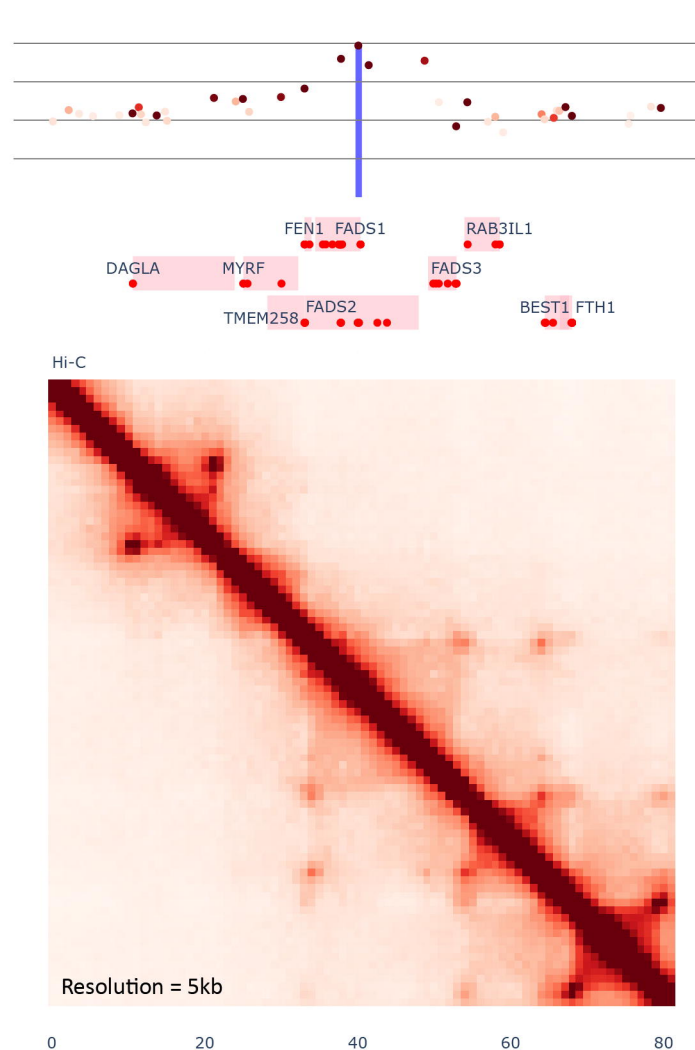 FEN1 FADS1 RAB3IL1
DAGLA MYRF FADS3
TMEM258 FADS2 BEST1 FTH1
Hi-C
Resolution = 5kb
0 20 40 60 80